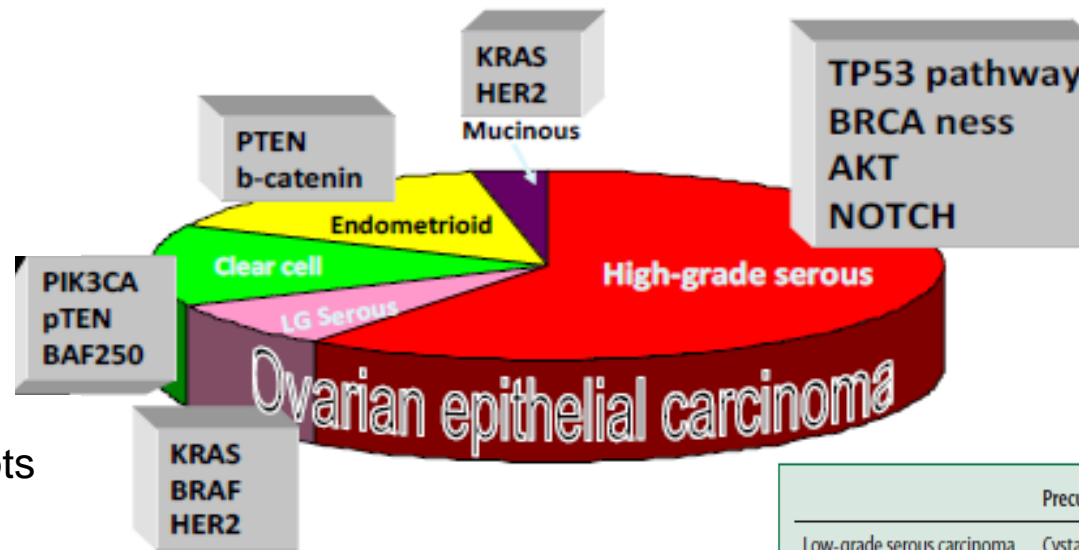 KRAS
HER2
Mucinous
TP53 pathway
BRCA ness
AKT
NOTCH
PTEN
b-catenin
Endometrioid
Clear cell
High-grade serous
LG Serous
PIK3CA
pTEN
BAF250
Ovarian epithelial carcinoma
KRAS
BRAF
HER2
Low-grade serous carcinoma